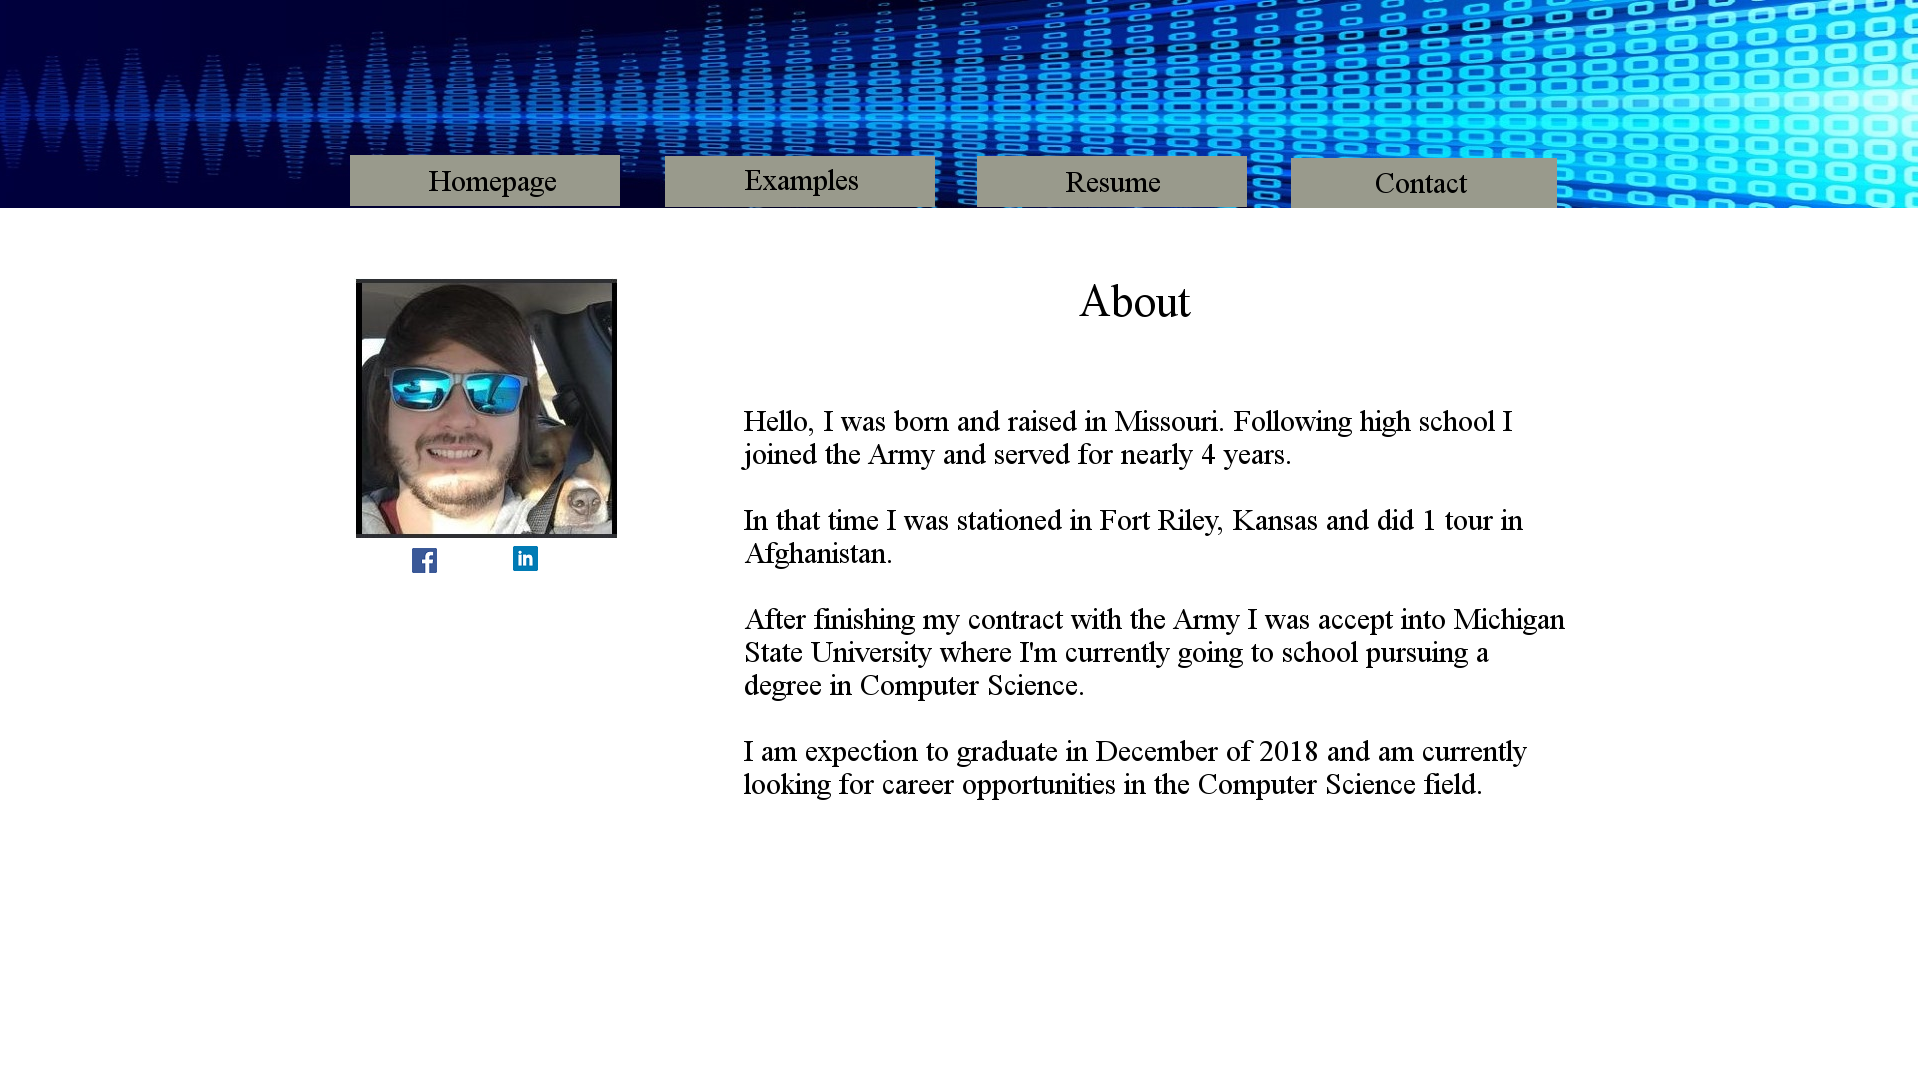 Homepage
Examples
Resume
Contact
About
Hello, I was born and raised in Missouri. Following high school I
joined the Army and served for nearly 4 years.
In that time I was stationed in Fort Riley, Kansas and did 1 tour in
Afghanistan.
After finishing my contract with the Army I was accept into Michigan
State University where I'm currently going to school pursuing a
degree in Computer Science.
I am expection to graduate in December of 2018 and am currently
looking for career opportunities in the Computer Science field.
f
in